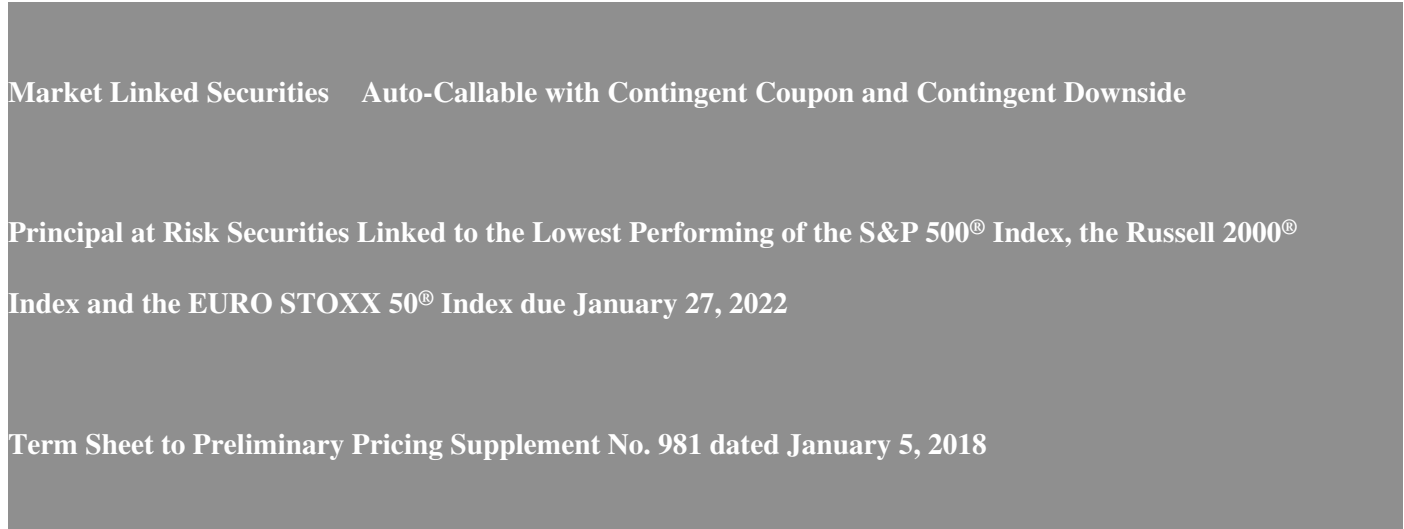 Market Linked Securities    Auto-Callable with Contingent Coupon and Contingent Downside
Principal at Risk Securities Linked to the Lowest Performing of the S&P 500® Index, the Russell 2000®
Index and the EURO STOXX 50® Index due January 27, 2022
Term Sheet to Preliminary Pricing Supplement No. 981 dated January 5, 2018